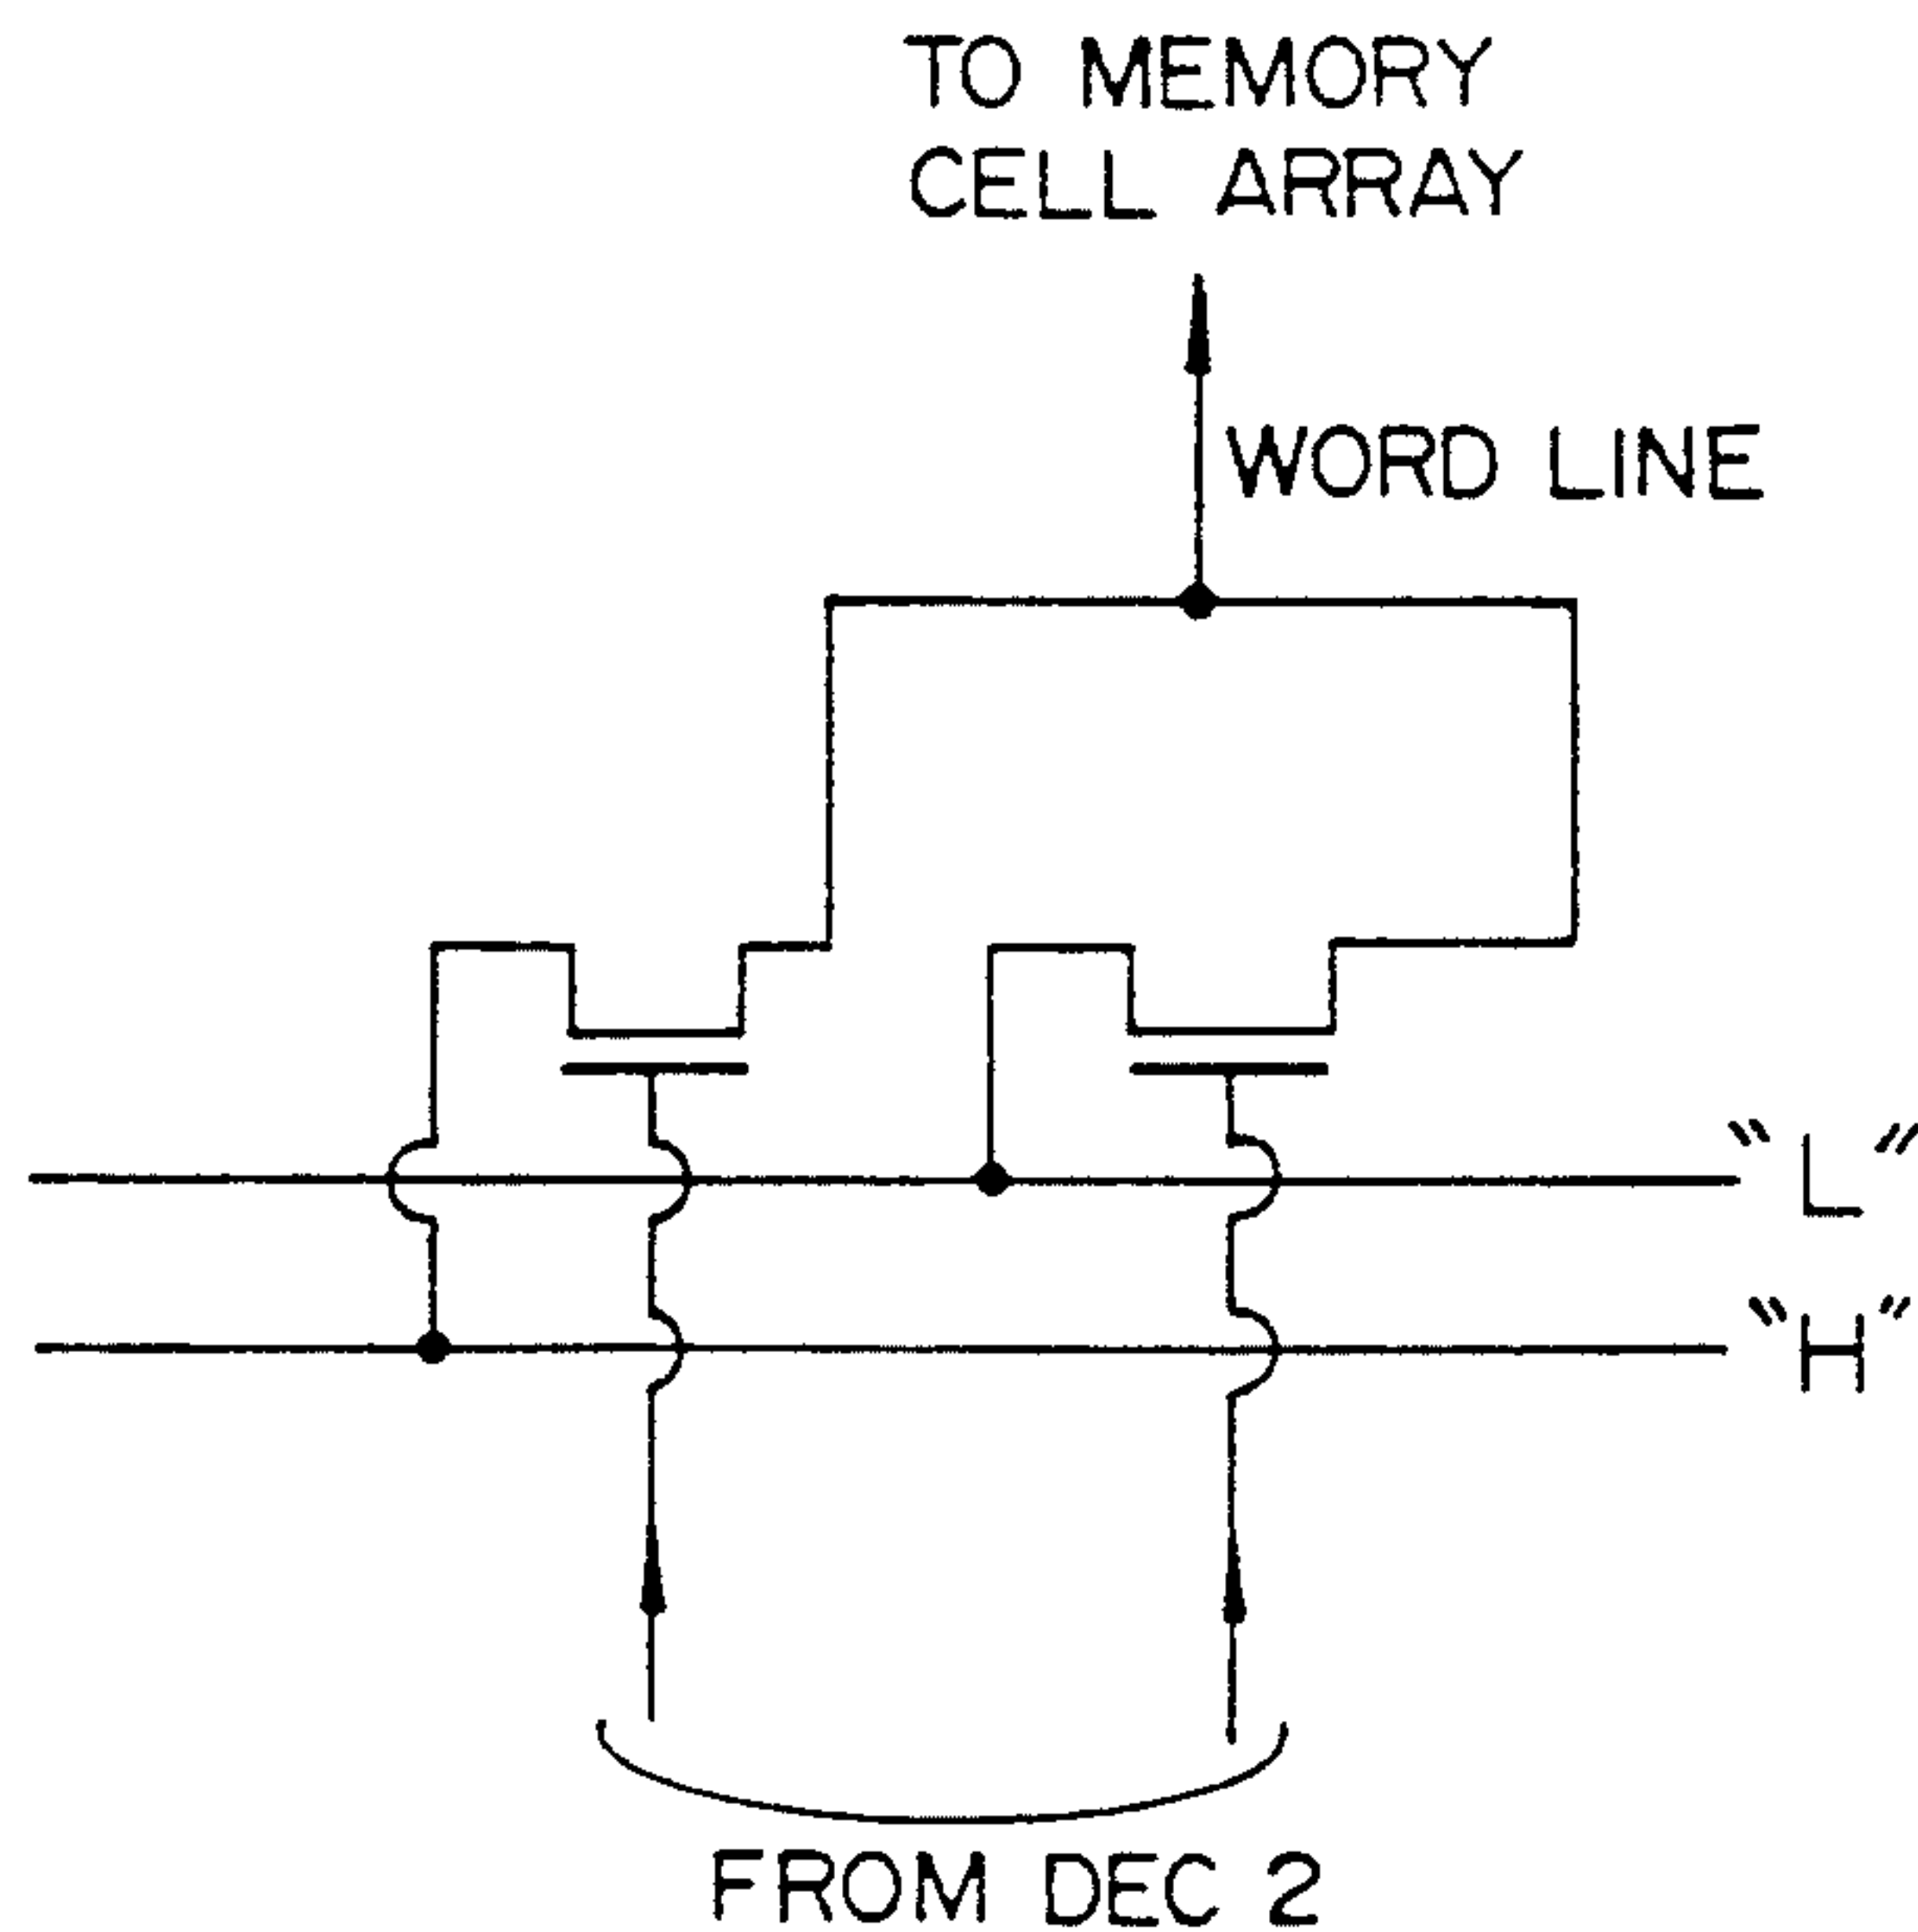 TO MEMORY
CELL ARRAY
WORD LINE
"L"
"H"
FROM DEC 2